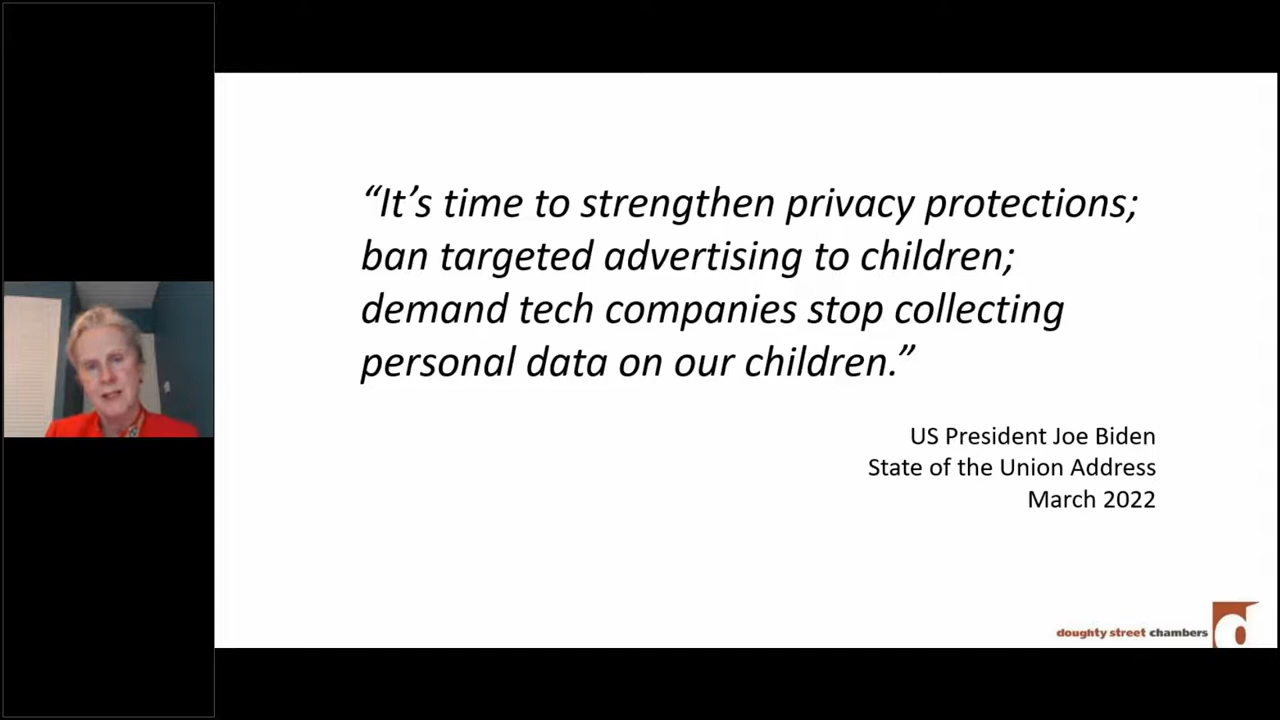 “It’s time to strengthen privacy protections;
ban targeted advertising to children;
demand tech companies stop collecting
personal data on our children.”
US President Joe Biden
State of the Union Address
March 2022
doughty street chambers